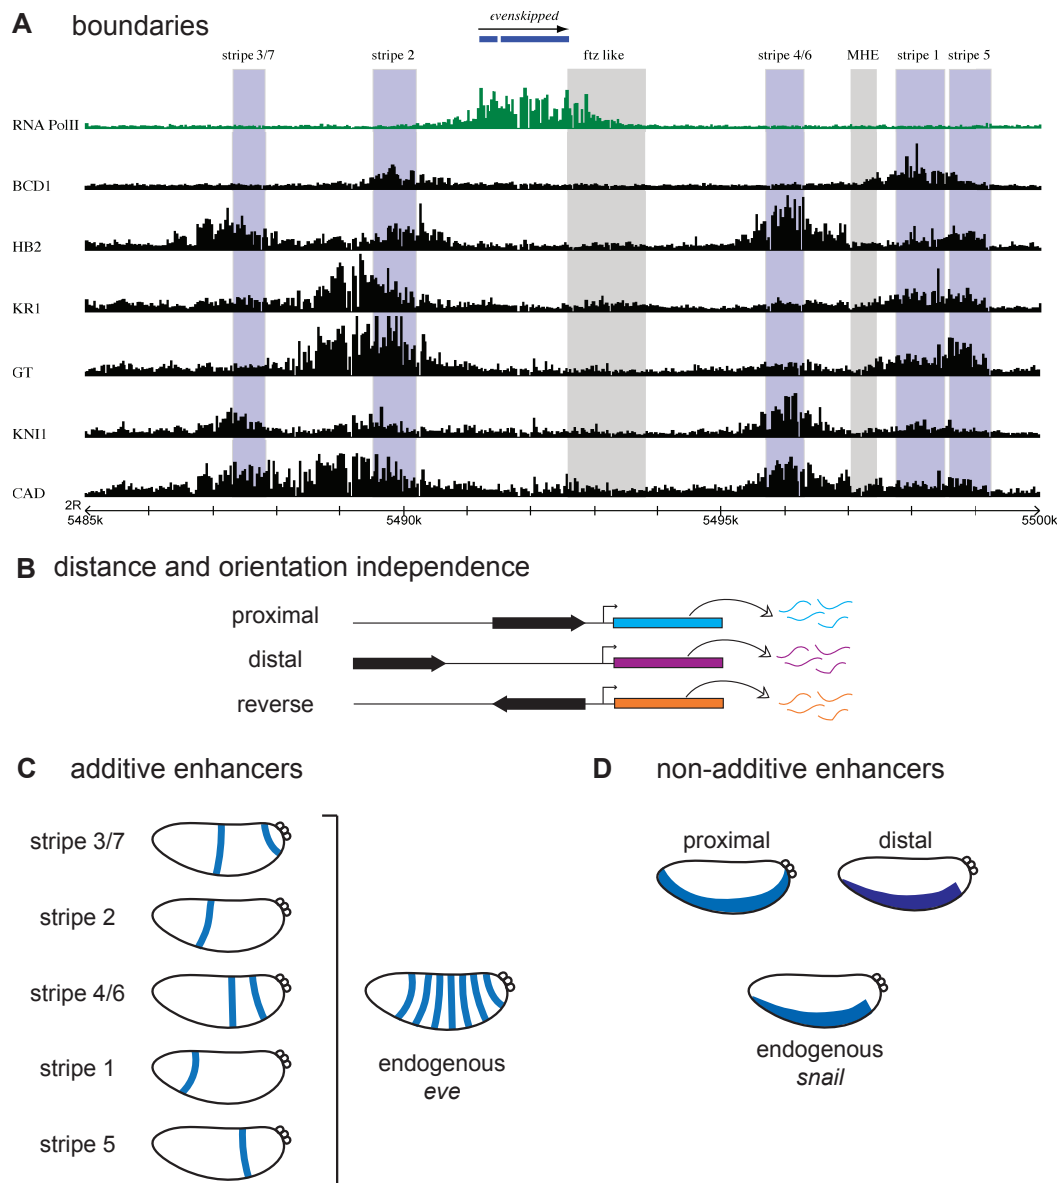 A boundaries
evenskipped
stripe 3/7 stripe 2 ftz like stripe 4/6 MHE stripe 1 stripe 5
RNA PolII
BCD1
HB2
KR1
GT
KNI1
CAD
2R
5485k 5490k 5495k 5500k
B distance and orientation independence
proximal
distal
reverse
C additive enhancers
stripe 3/7
stripe 2
stripe 4/6
stripe 1
stripe 5
endogenous
eve
D non-additive enhancers
proximal distal
endogenous
snail